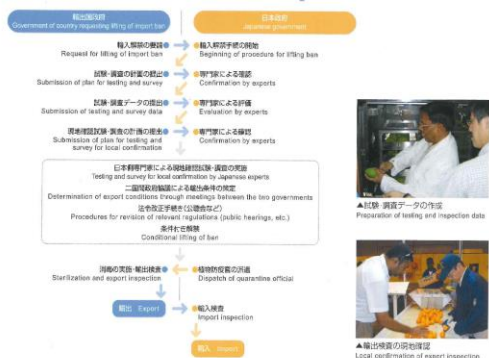 輸出国政府
Government of country requesting lifting of import ban
日本政府
Japanese government
輸入解禁の要請
Request for lifting of import ban
輸入解禁手続の開始
Beginning of procedure for lifting ban
試験・調査の計画の提出
Submission of plan for testing and survey
専門家による確認
Confirmation by experts
試験・調査データの提出
Submission of testing and survey data
専門家による評価
Evaluation by experts
現地確認試験・調査の計画の提出
Submission of plan for testing and
survey for local confirmation
専門家による確認
Confirmation by experts
日本側専門家による現地確認試験・調査の実施
Testing and survey for local confirmation by Japanese experts
二国間政府協議による輸出条件の策定
Determination of export conditions through meetings between the two governments
法令改正手続き(公聴会など)
Procedures for revision of relevant regulations (public hearings, etc.)
条件付き解禁
Conditional lifting of ban
消毒の実施・輸出検査
Sterilization and export inspection
植物防疫官の派遣
Dispatch of quarantine official
輸出 Export
輸入検査
Import inspection
輸入 Import
▲試験・調査データの作成
Preparation of testing and inspection data
▲輸出検査の現地確認
Local confirmation of export inspection